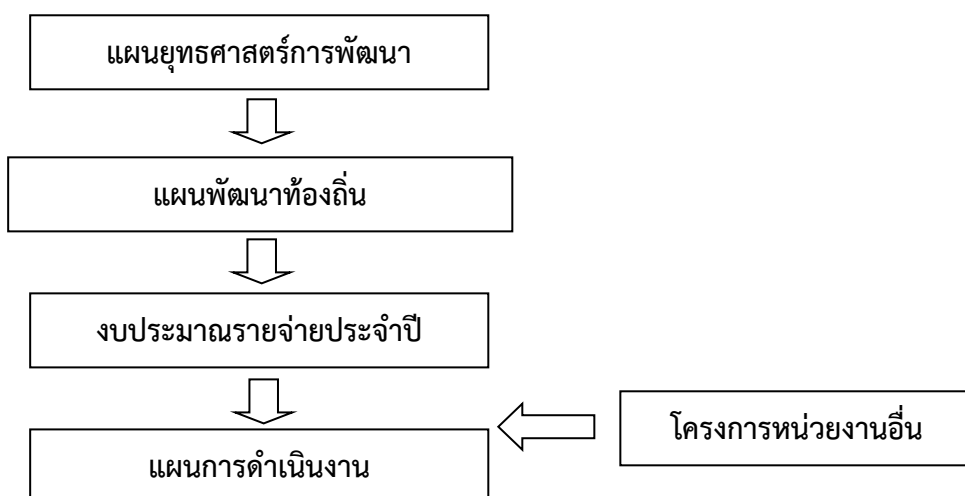 แผนยุทธศาสตร์การพัฒนา
แผนพัฒนาท้องถิ่น
งบประมาณรายจ่ายประจำปี
โครงการหน่วยงานอื่น
แผนการดำเนินงาน